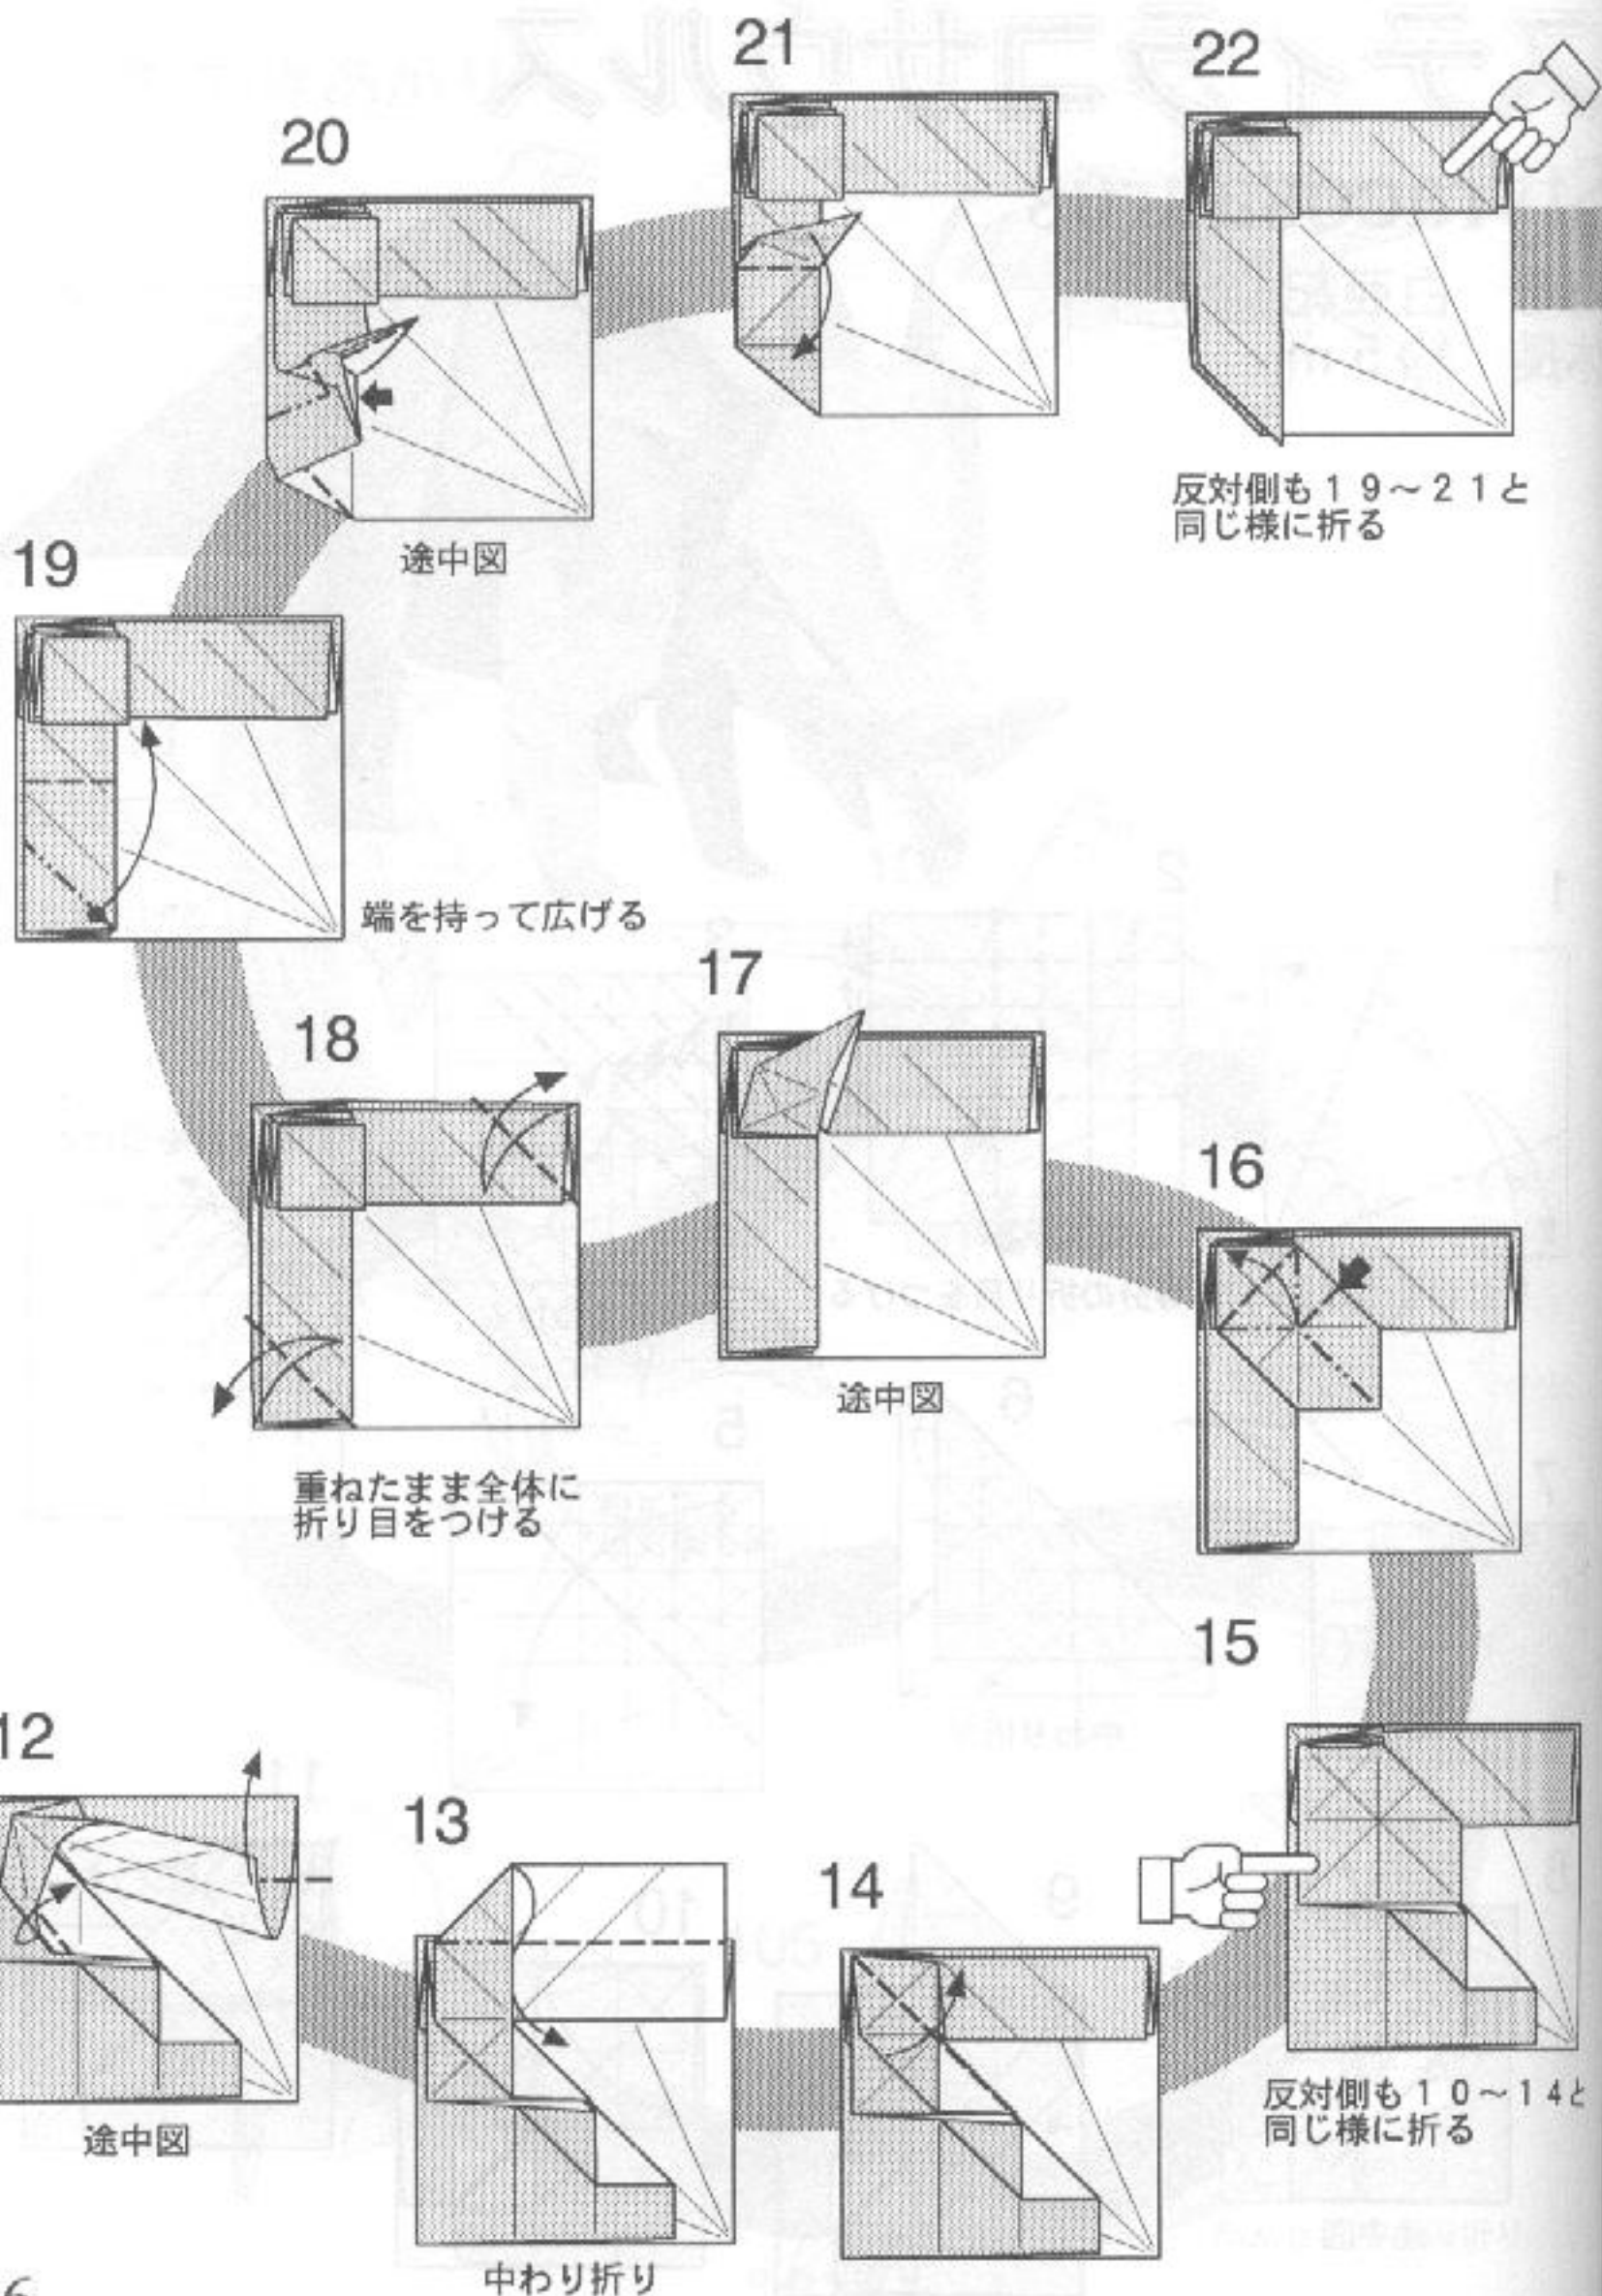 12
途中図
13
中わり折り
14
15
反対側も10~14と
同じ様に折る
16
17
途中図
18
重ねたまま全体に
折り目をつける
19
端を持って広げる
20
途中図
21
22
反対側も19~21と
同じ様に折る